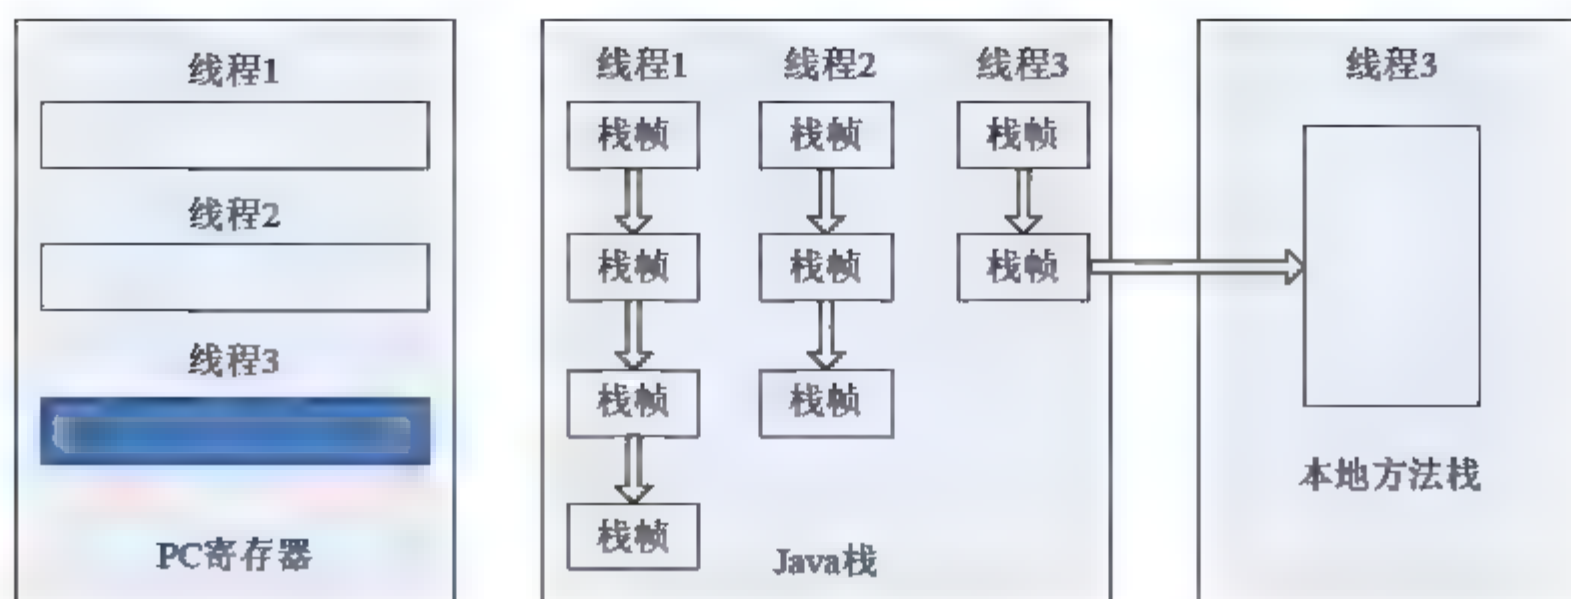 线程1
线程2
线程3
PC寄存器
线程1 线程2 线程3
栈帧 栈帧 栈帧
栈帧 栈帧 栈帧
栈帧 栈帧
栈帧
Java栈
线程3
本地方法栈